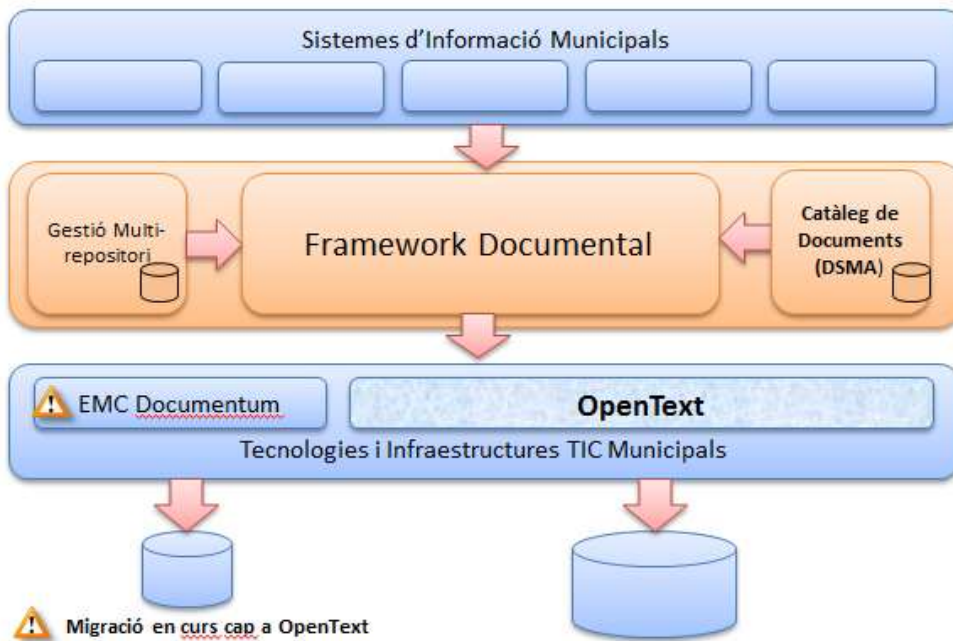 Sistemes d'Informació Municipals
Gestió Multi-
repositori
Framework Documental
Catàleg de
Documents
(DSMA)
EMC Documentum
OpenText
Tecnologies i Infraestructures TIC Municipals
Migració en curs cap a OpenText